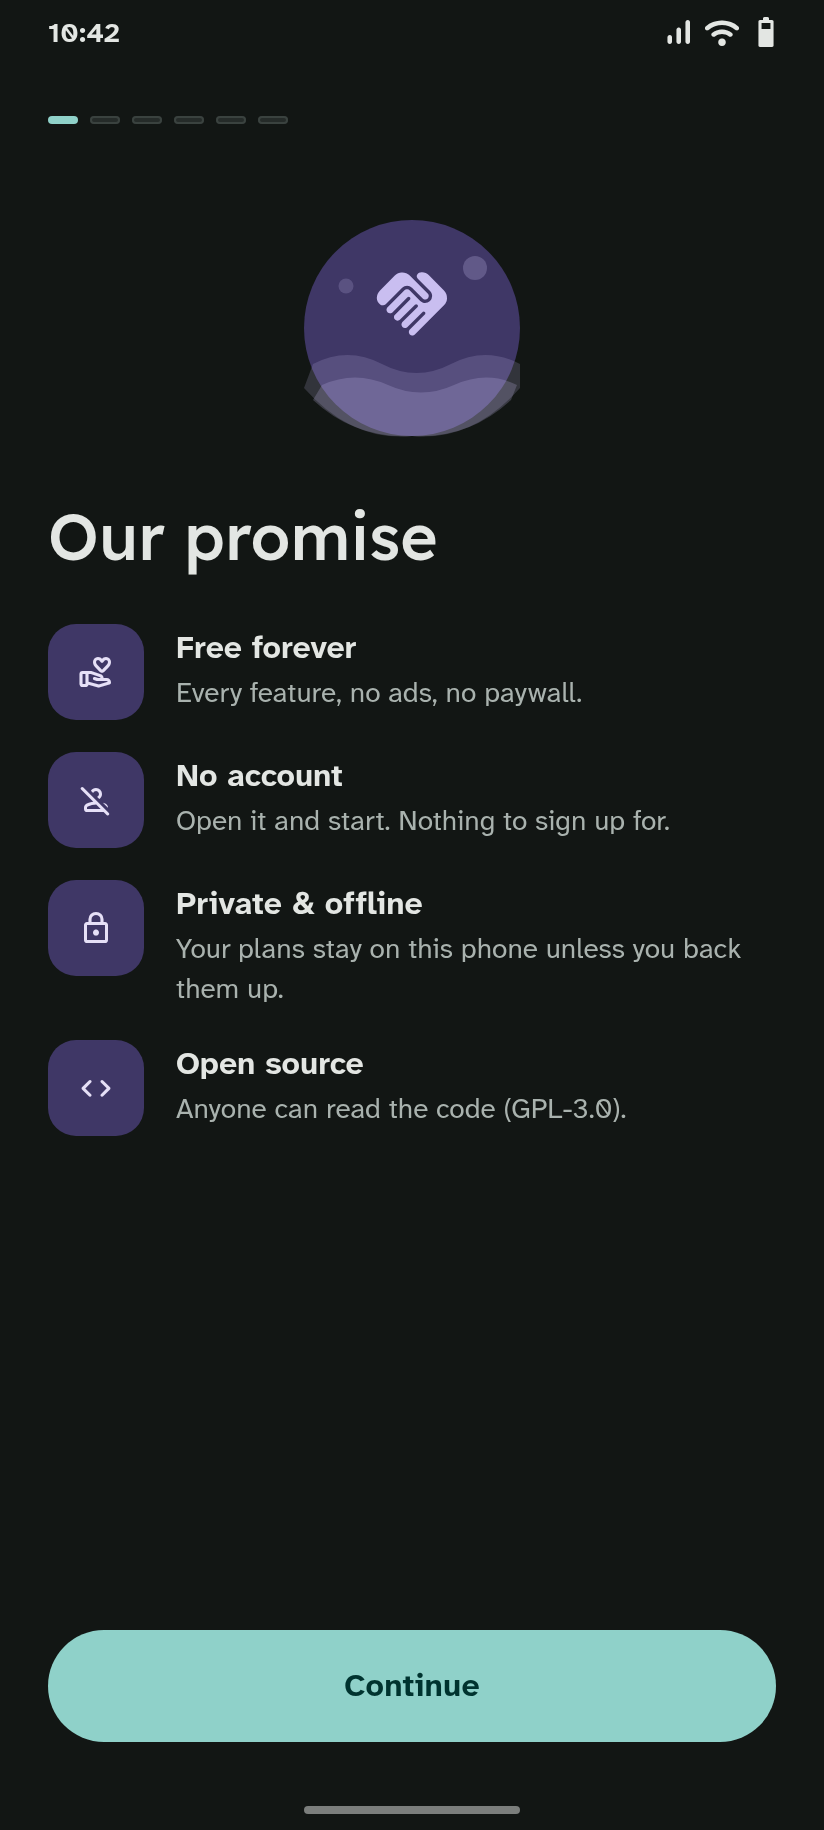 10:42
Our promise
Free forever
Every feature, no ads, no paywall.
No account
Open it and start. Nothing to sign up for.
Private & offline
Your plans stay on this phone unless you back
them up.
Open source
Anyone can read the code (GPL-3.0).
Continue